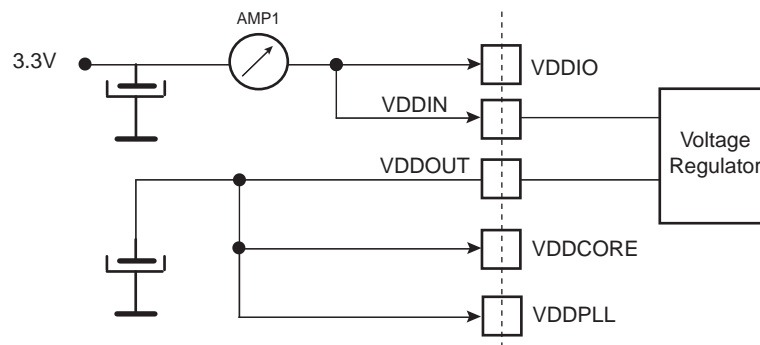 AMP1
3.3V
VDDIO
VDDIN
Voltage
Regulator
VDDOUT
VDDCORE
VDDPLL